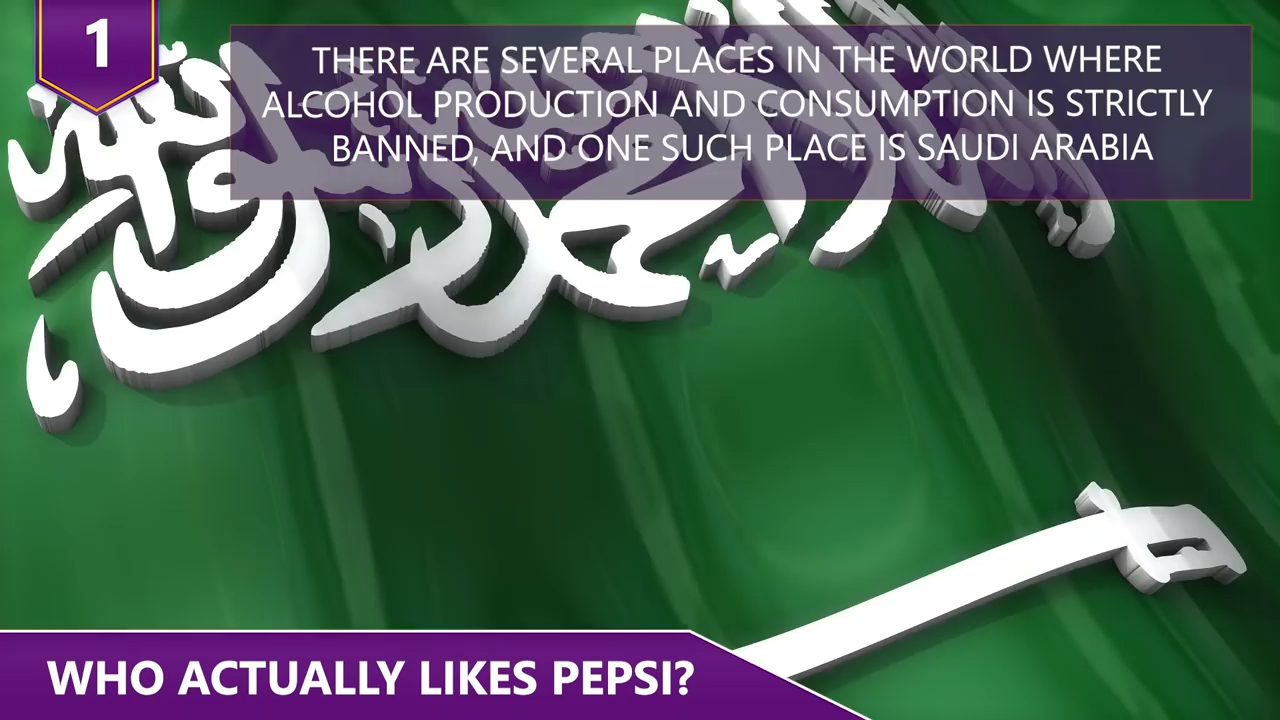 1
THERE ARE SEVERAL PLACES IN THE WORLD WHERE
ALCOHOL PRODUCTION AND CONSUMPTION IS STRICTLY
BANNED, AND ONE SUCH PLACE IS SAUDI ARABIA
WHO ACTUALLY LIKES PEPSI?